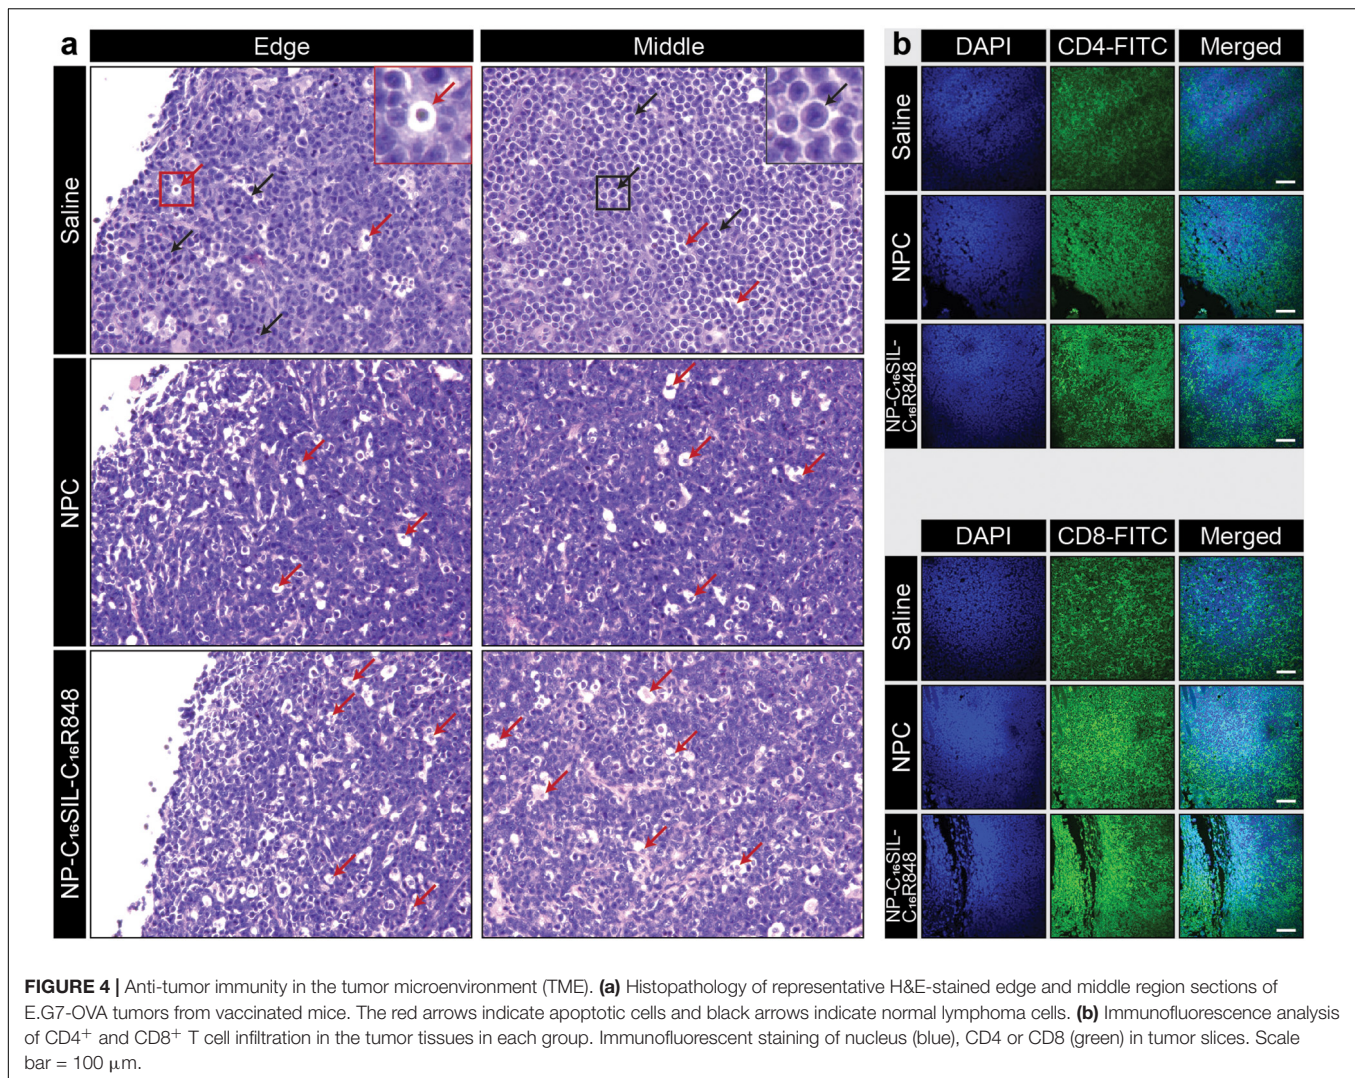 a
Edge
Middle
Saline
NPC
NP-C₁₆SIL-C₁₆R848
b
DAPI
CD4-FITC
Merged
Saline
NPC
NP-C₁₆SIL-
C₁₆R848
DAPI
CD8-FITC
Merged
Saline
NPC
NP-C₁₆SIL-
C₁₆R848
FIGURE 4 | Anti-tumor immunity in the tumor microenvironment (TME). (a) Histopathology of representative H&E-stained edge and middle region sections of
E.G7-OVA tumors from vaccinated mice. The red arrows indicate apoptotic cells and black arrows indicate normal lymphoma cells. (b) Immunofluorescence analysis
of CD4⁺ and CD8⁺ T cell infiltration in the tumor tissues in each group. Immunofluorescent staining of nucleus (blue), CD4 or CD8 (green) in tumor slices. Scale
bar = 100 μm.